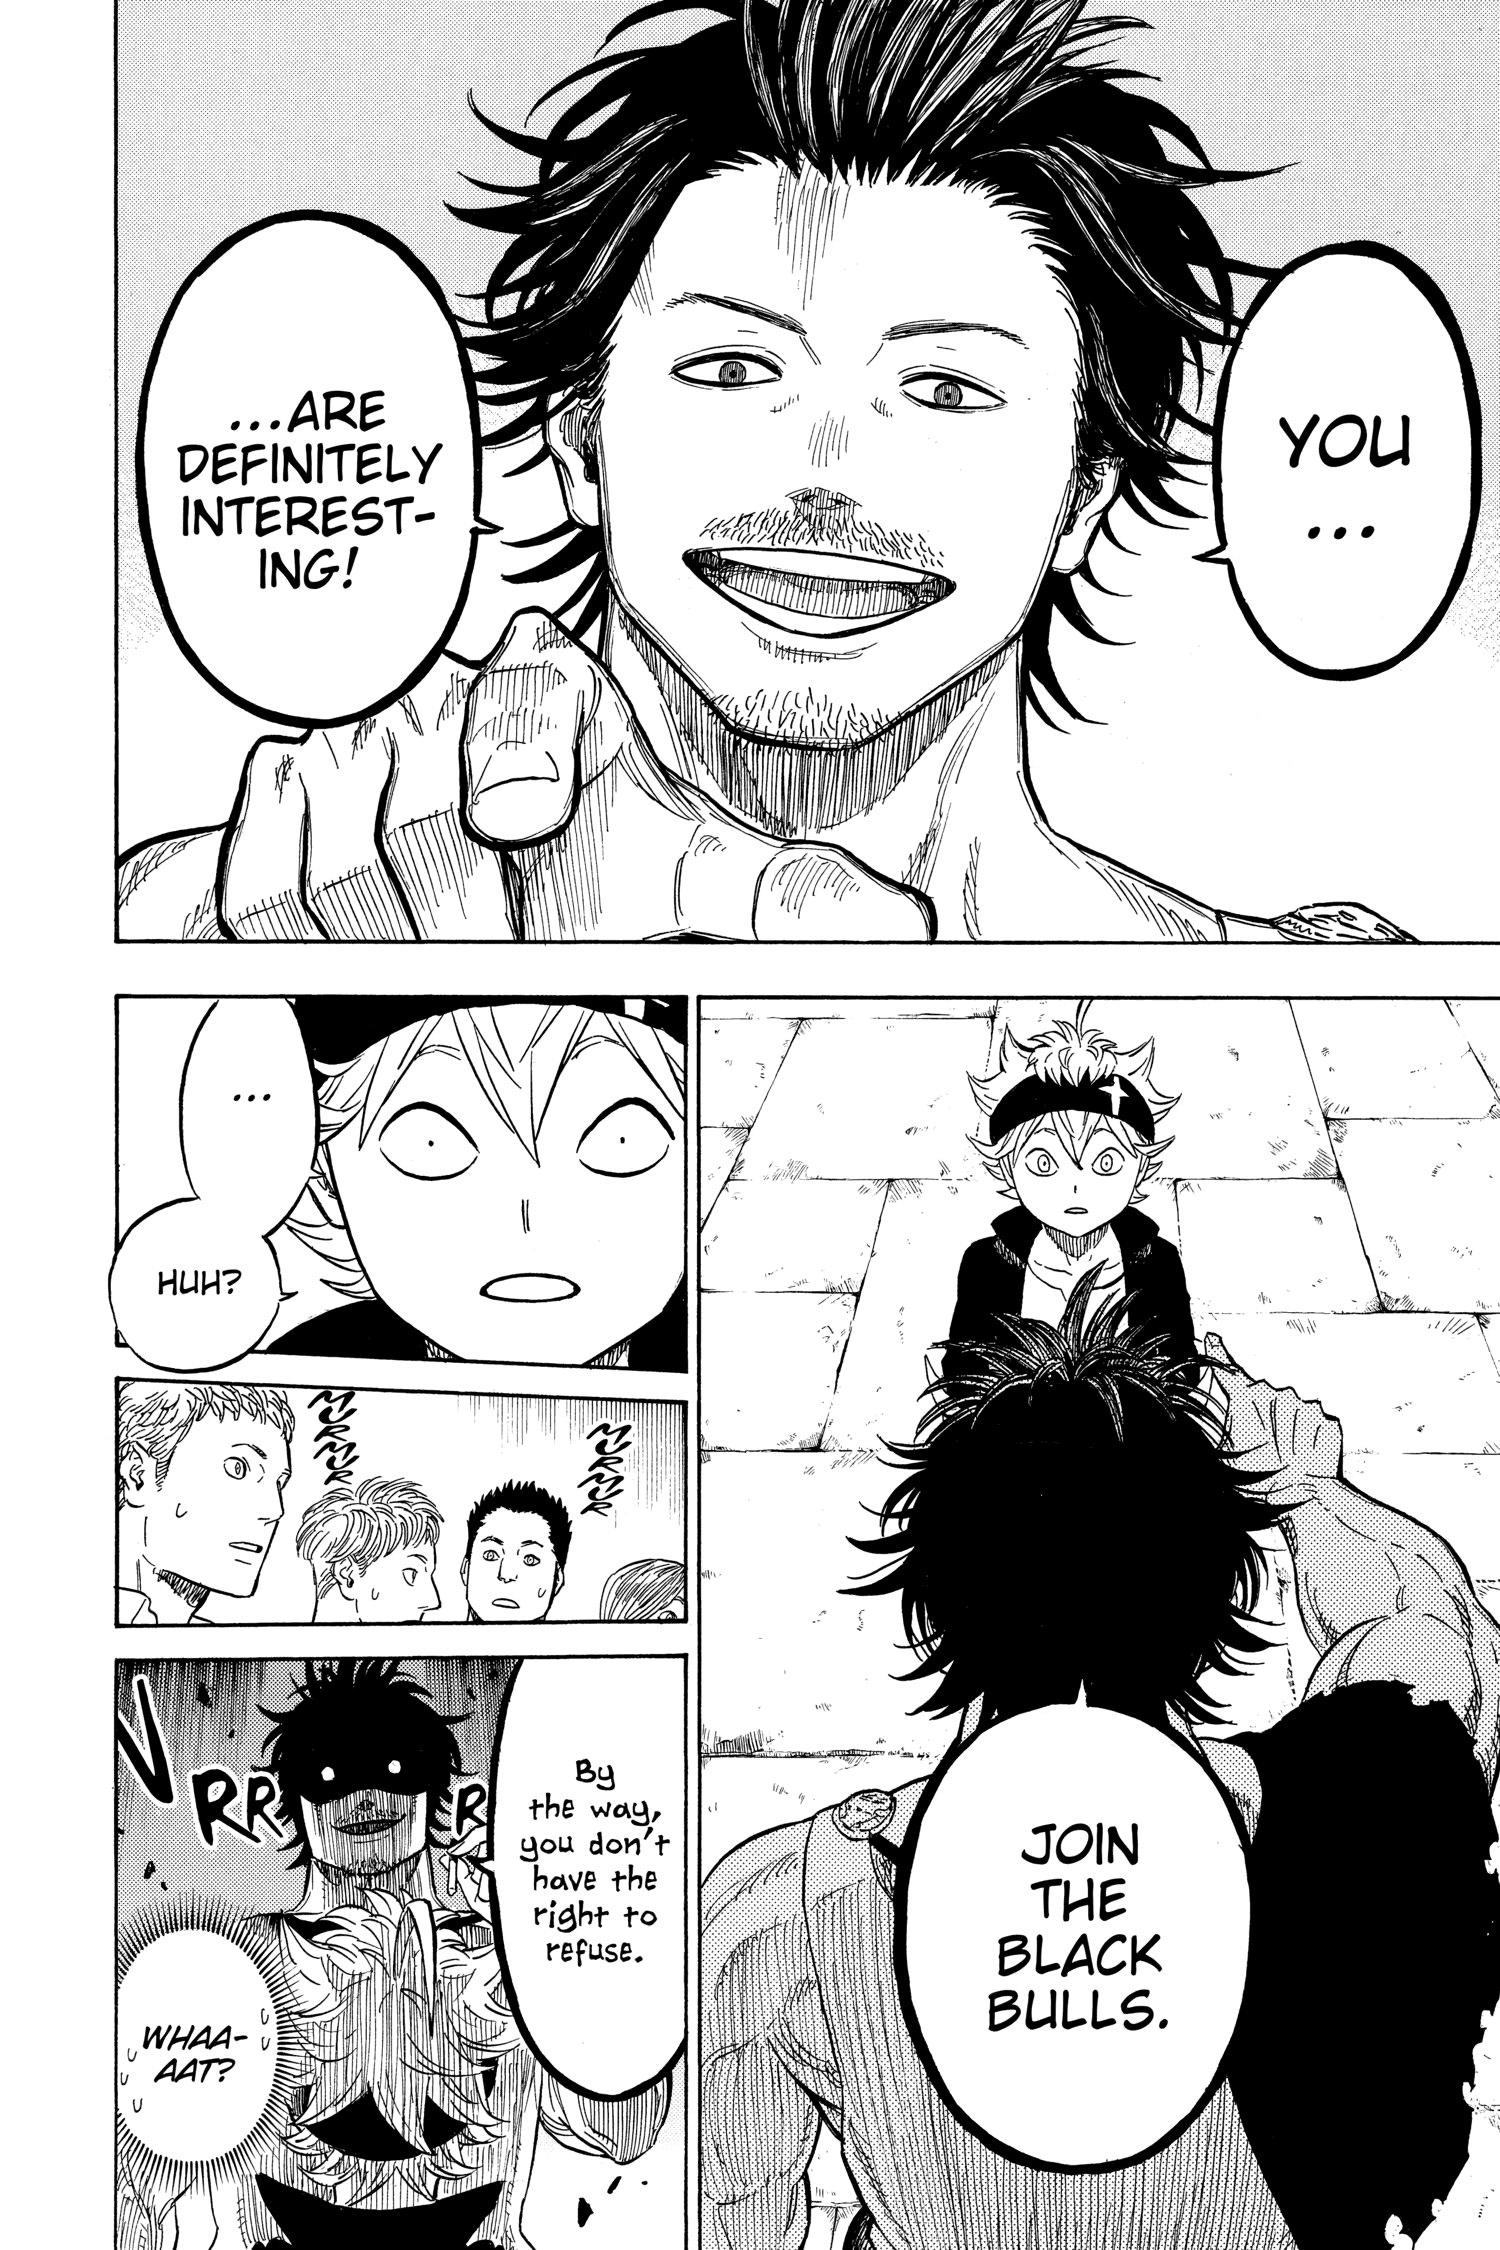 YOU
...
...ARE
DEFINITELY
INTEREST-
ING!
JOIN
THE
BLACK
BULLS.
...
HUH?
MURMUR
MURMUR
By
the way,
you don't
have the
right to
refuse.
VRRR
WHAA-
AAT?